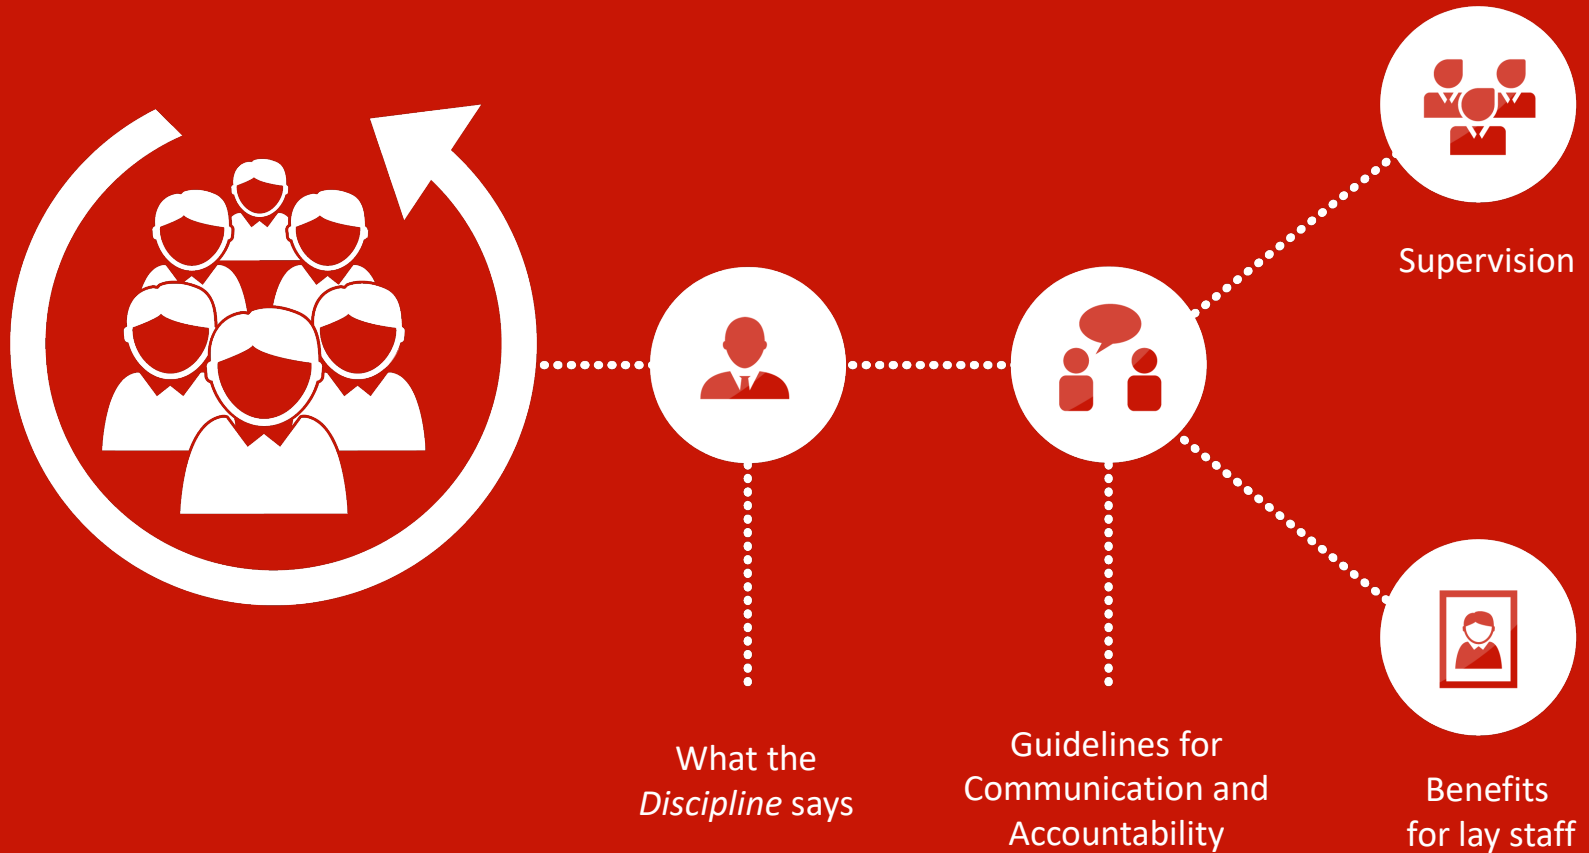 Supervision
What the
Discipline says
Guidelines for
Communication and
Accountability
Benefits
for lay staff